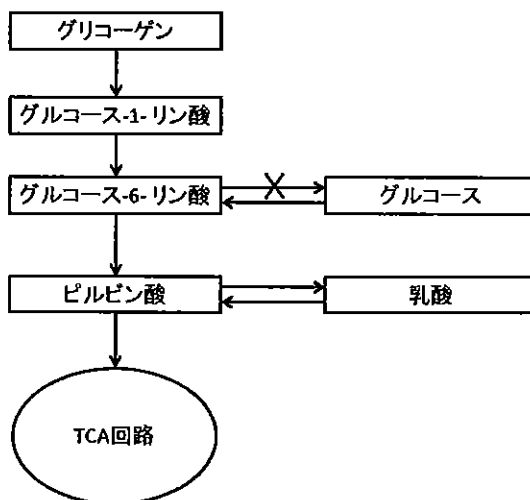 グリコーゲン
グルコース-1-リン酸
グルコース-6-リン酸
グルコース
ピルビン酸
乳酸
TCA回路